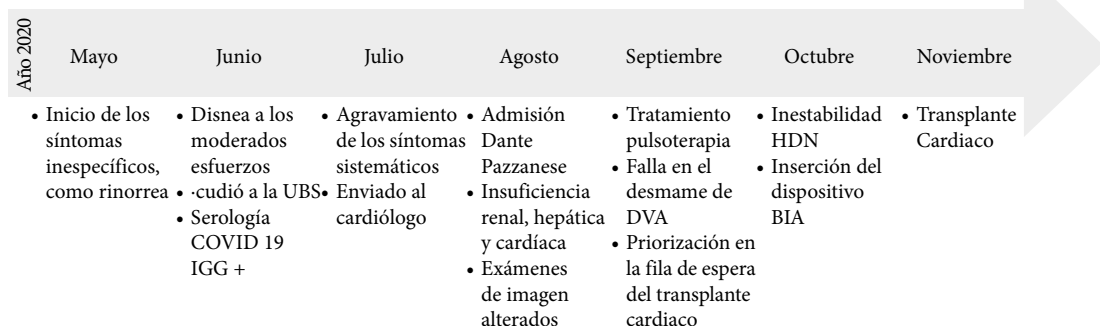 Año 2020
Mayo
Junio
Julio
Agosto
Septiembre
Octubre
Noviembre
• Inicio de los
síntomas
inespecíficos,
como rinorrea
• Disnea a los
moderados
esfuerzos
• ·cudió a la UBS
• Serología
COVID 19
IGG +
• Agravamiento
de los síntomas
sistemáticos
• Enviado al
cardiólogo
• Admisión
Dante
Pazzanese
• Insuficiencia
renal, hepática
y cardíaca
• Exámenes
de imagen
alterados
• Tratamiento
pulsoterapia
• Falla en el
desmame de
DVA
• Priorización en
la fila de espera
del transplante
cardiaco
• Inestabilidad
HDN
• Inserción del
dispositivo
BIA
• Transplante
Cardiaco